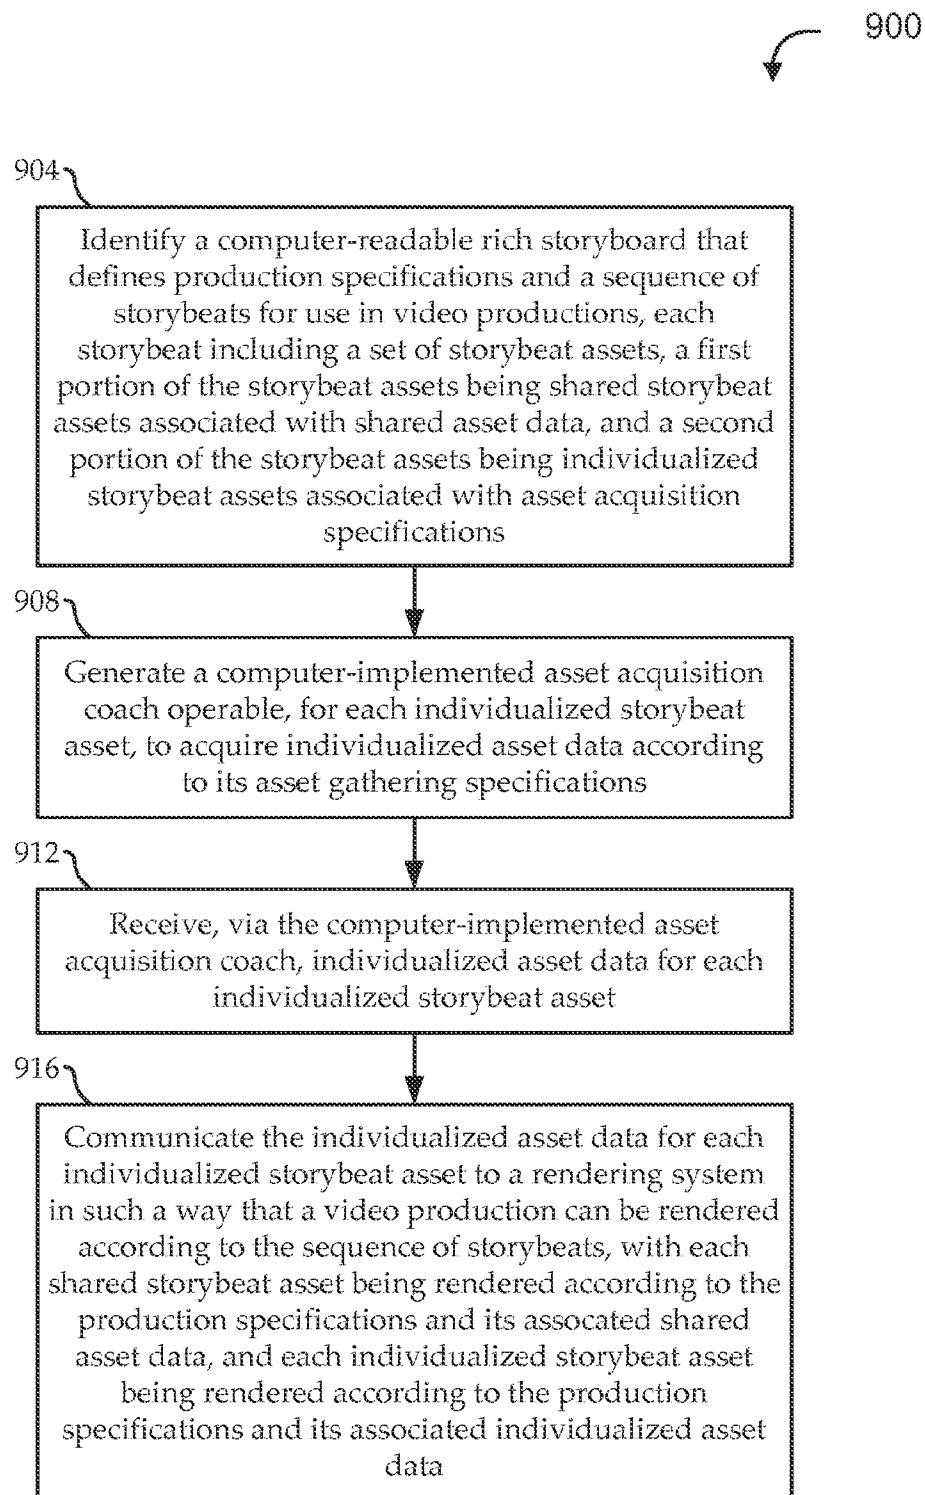 900
904
Identify a computer-readable rich storyboard that
defines production specifications and a sequence of
storybeats for use in video productions, each
storybeat including a set of storybeat assets, a first
portion of the storybeat assets being shared storybeat
assets associated with shared asset data, and a second
portion of the storybeat assets being individualized
storybeat assets associated with asset acquisition
specifications
908
Generate a computer-implemented asset acquisition
coach operable, for each individualized storybeat
asset, to acquire individualized asset data according
to its asset gathering specifications
912
Receive, via the computer-implemented asset
acquisition coach, individualized asset data for each
individualized storybeat asset
916
Communicate the individualized asset data for each
individualized storybeat asset to a rendering system
in such a way that a video production can be rendered
according to the sequence of storybeats, with each
shared storybeat asset being rendered according to the
production specifications and its assocated shared
asset data, and each individualized storybeat asset
being rendered according to the production
specifications and its associated individualized asset
data